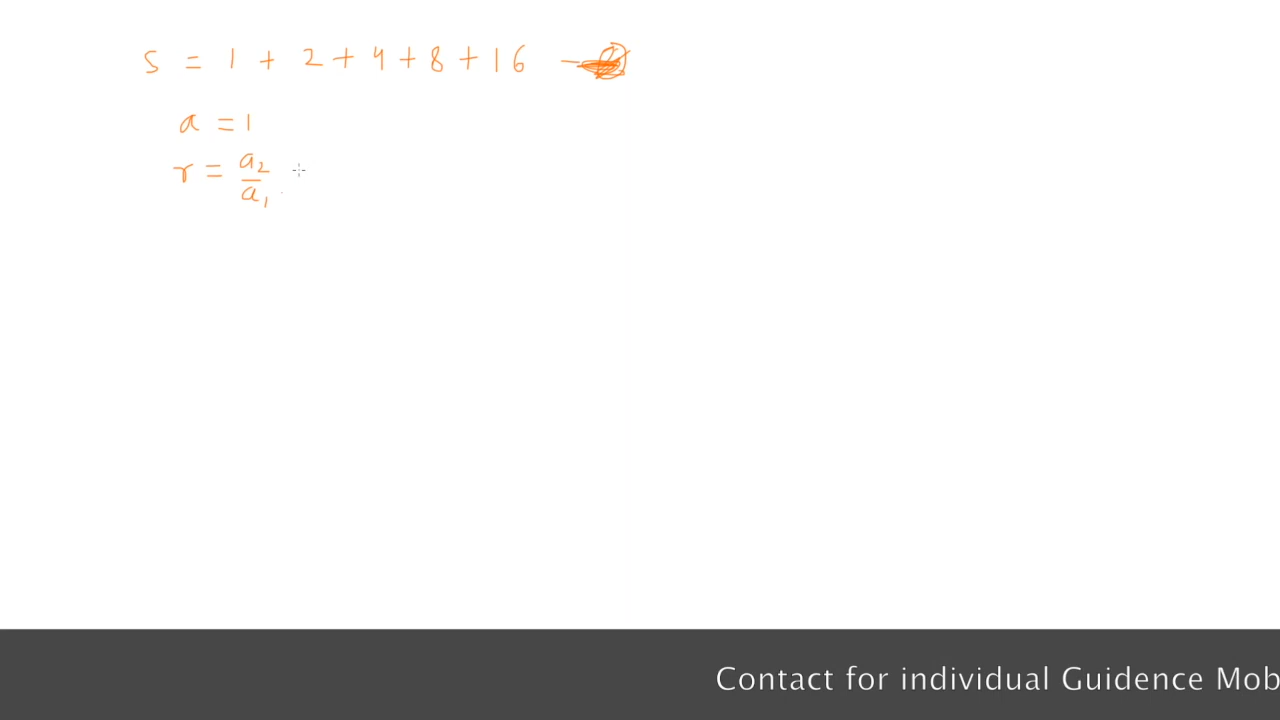 S = 1 + 2 + 4 + 8 + 16 -
a = 1
r = a₂/a₁
Contact for individual Guidence Mob